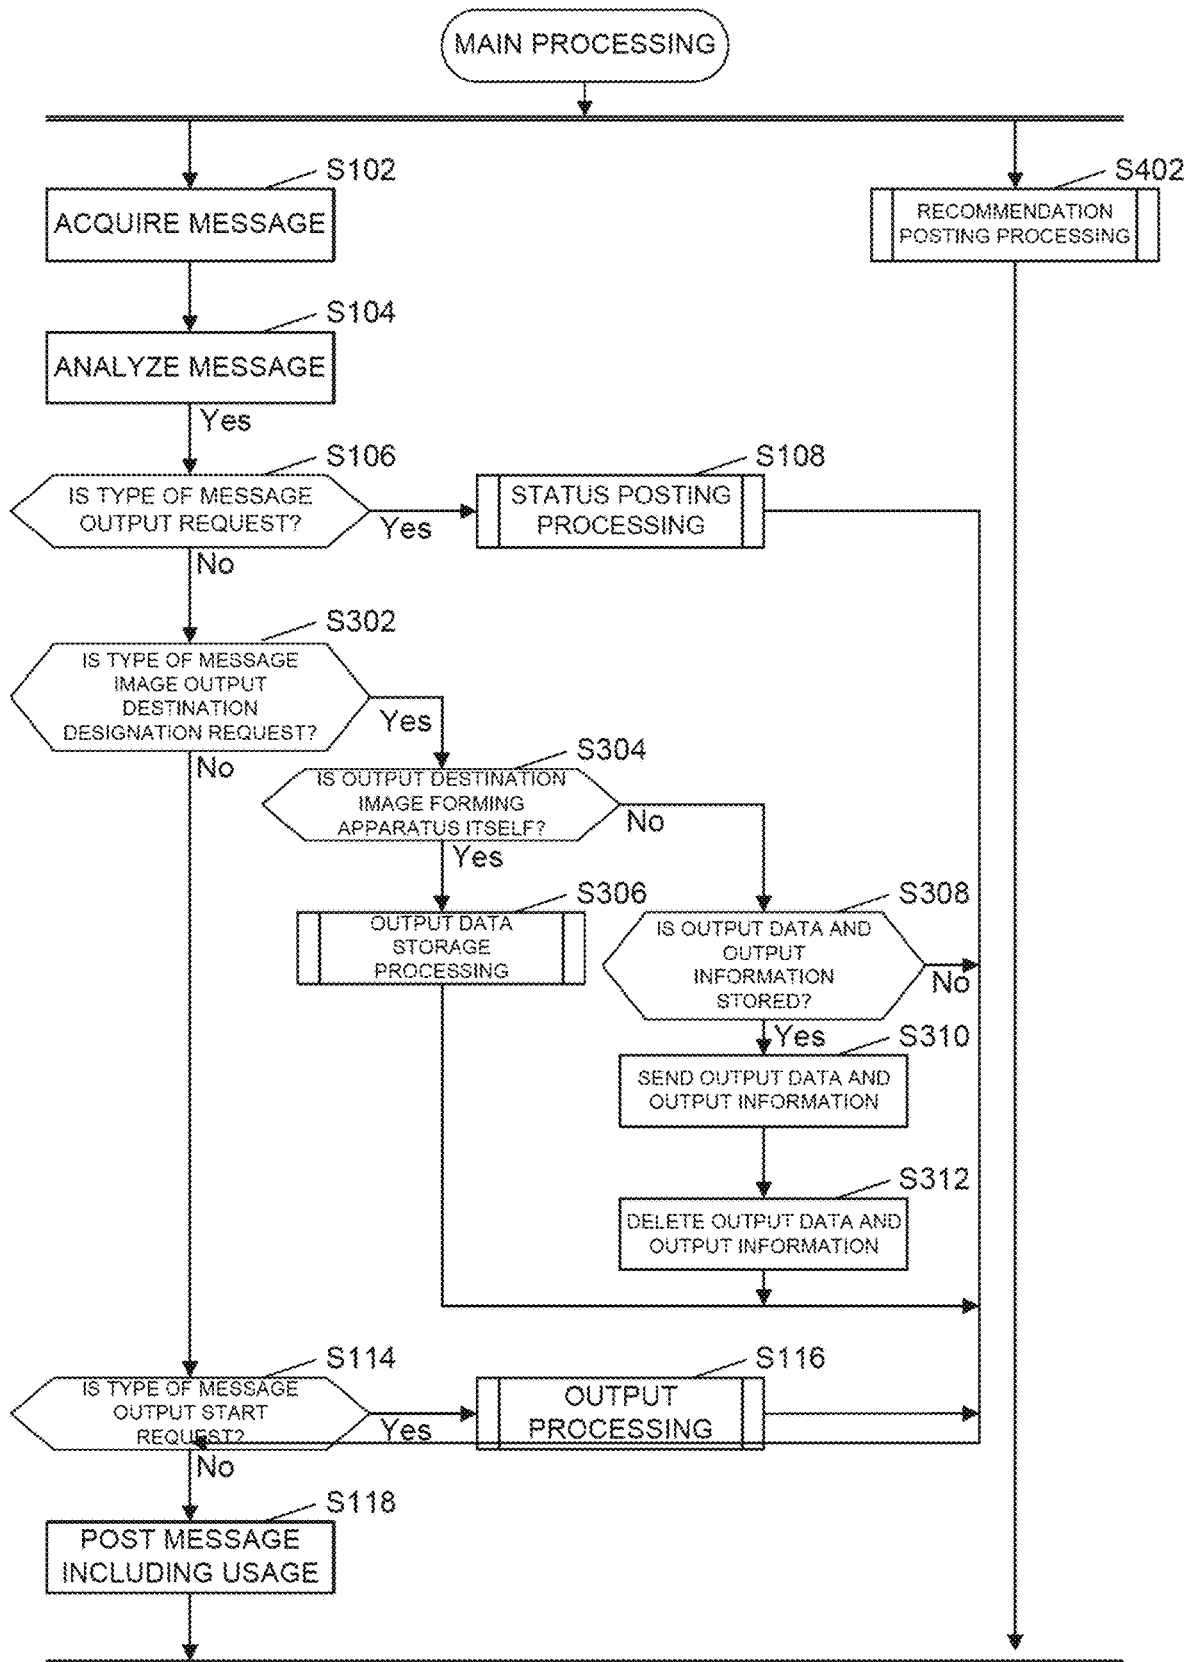 MAIN PROCESSING
S102
ACQUIRE MESSAGE
S402
RECOMMENDATION
POSTING PROCESSING
S104
ANALYZE MESSAGE
Yes
S106
IS TYPE OF MESSAGE
OUTPUT REQUEST?
Yes
S108
STATUS POSTING
PROCESSING
No
S302
IS TYPE OF MESSAGE
IMAGE OUTPUT
DESTINATION
DESIGNATION REQUEST?
Yes
No
S304
IS OUTPUT DESTINATION
IMAGE FORMING
APPARATUS ITSELF?
No
Yes
S306
OUTPUT DATA
STORAGE
PROCESSING
S308
IS OUTPUT DATA AND
OUTPUT
INFORMATION
STORED?
No
Yes
S310
SEND OUTPUT DATA AND
OUTPUT INFORMATION
S312
DELETE OUTPUT DATA AND
OUTPUT INFORMATION
S114
IS TYPE OF MESSAGE
OUTPUT START
REQUEST?
Yes
S116
OUTPUT
PROCESSING
No
S118
POST MESSAGE
INCLUDING USAGE